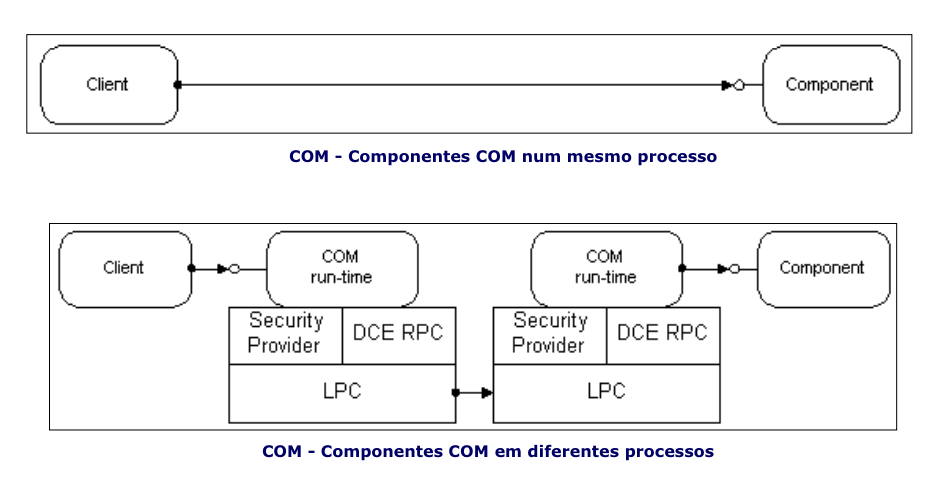 Client
Component
COM - Componentes COM num mesmo processo
Client
COM
run-time
COM
run-time
Component
Security
Provider
DCE RPC
Security
Provider
DCE RPC
LPC
LPC
COM - Componentes COM em diferentes processos